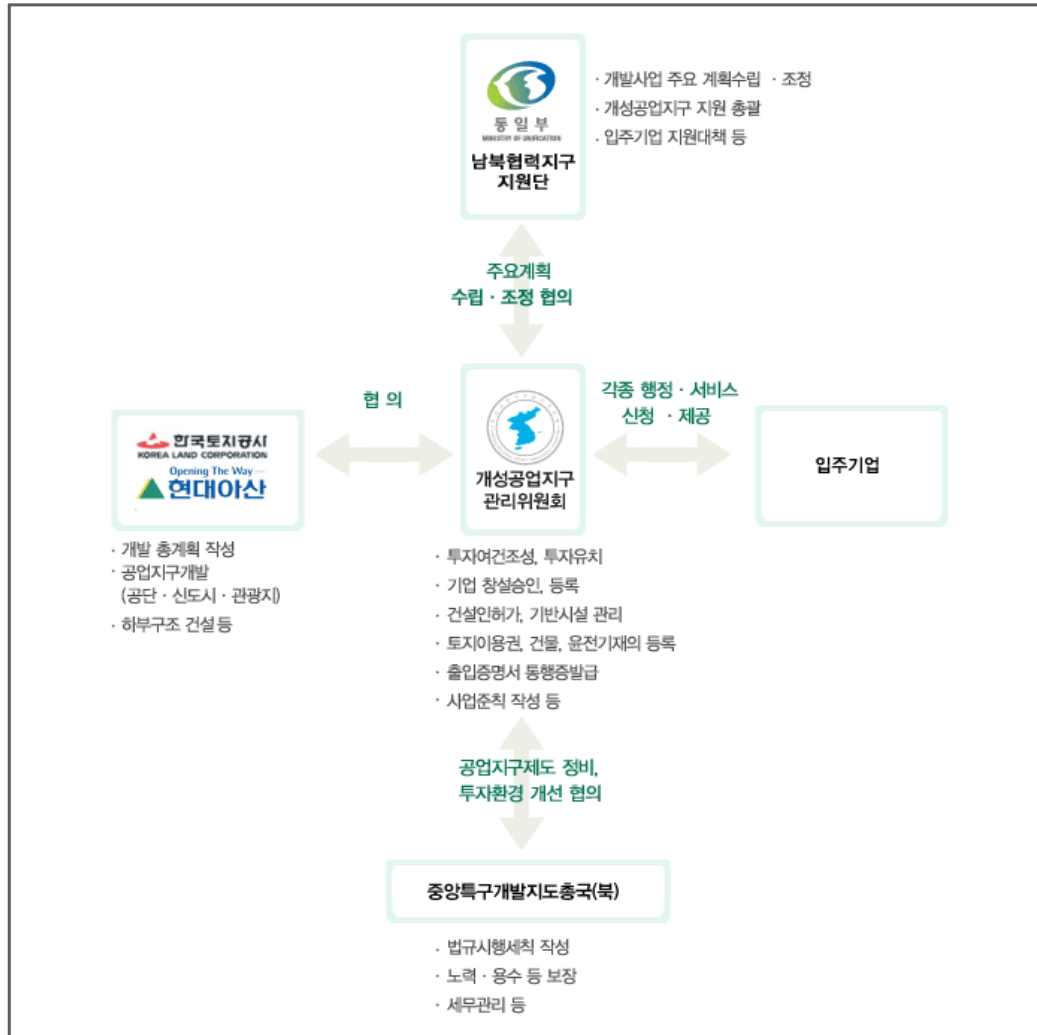 통일부
MINISTRY OF UNIFICATION
남북협력지구
지원단
· 개발사업 주요 계획수립 · 조정
· 개성공업지구 지원 총괄
· 입주기업 지원대책 등
주요계획
수립 · 조정 협의
협 의
각종 행정 · 서비스
신청 · 제공
한국토지공사
KOREA LAND CORPORATION
Opening The Way
현대아산
개성공업지구
관리위원회
입주기업
· 개발 총계획 작성
· 공업지구개발
(공단 · 신도시 · 관광지)
· 하부구조 건설 등
· 투자여건조성, 투자유치
· 기업 창설승인, 등록
· 건설인허가, 기반시설 관리
· 토지이용권, 건물, 윤전기재의 등록
· 출입증명서 통행증발급
· 사업준칙 작성 등
공업지구제도 정비,
투자환경 개선 협의
중앙특구개발지도총국(북)
· 법규시행세칙 작성
· 노력 · 용수 등 보장
· 세무관리 등